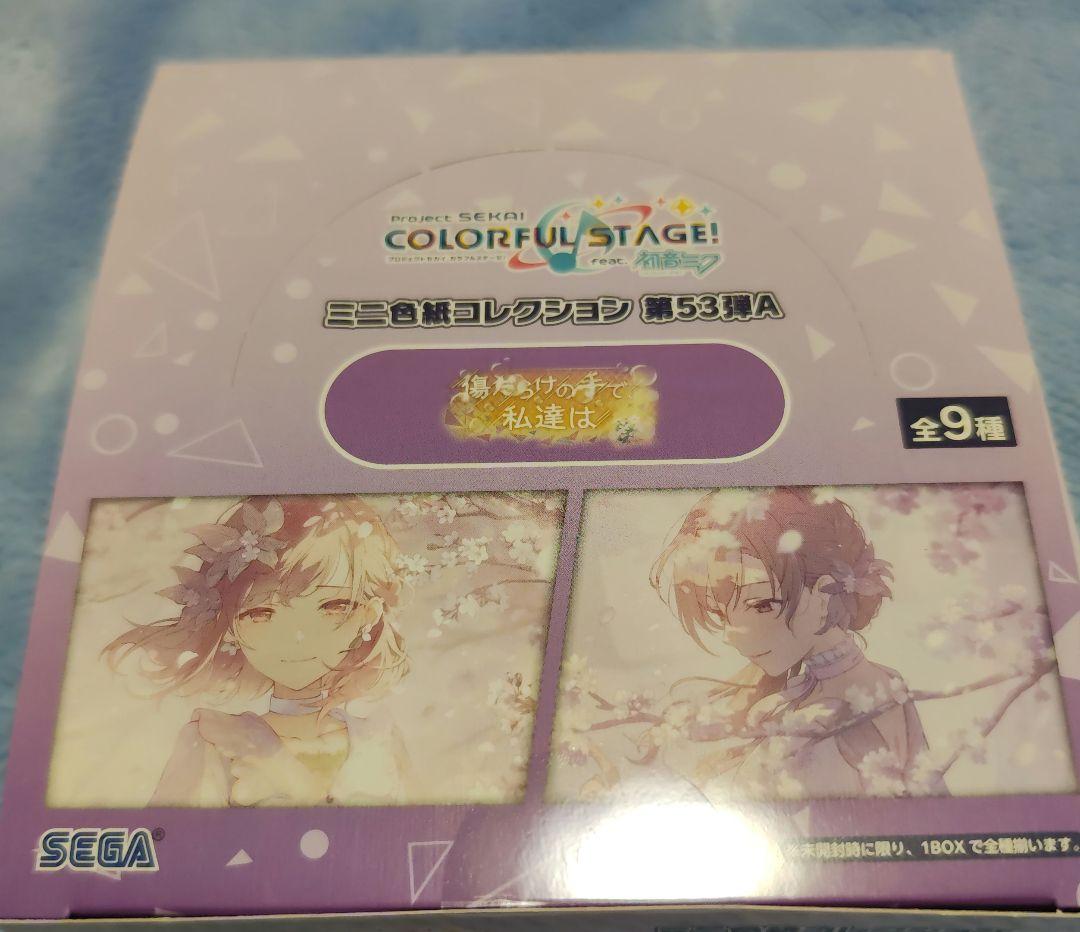 Project SEKAI
COLORFUL STAGE!
プロジェクトセカイ カラフルステージ!
feat. 初音ミク
ミニ色紙コレクション 第53弾A
傷だらけの手で、
私達は
全9種
SEGA®
※未開封時に限り、1BOXで全種揃います。